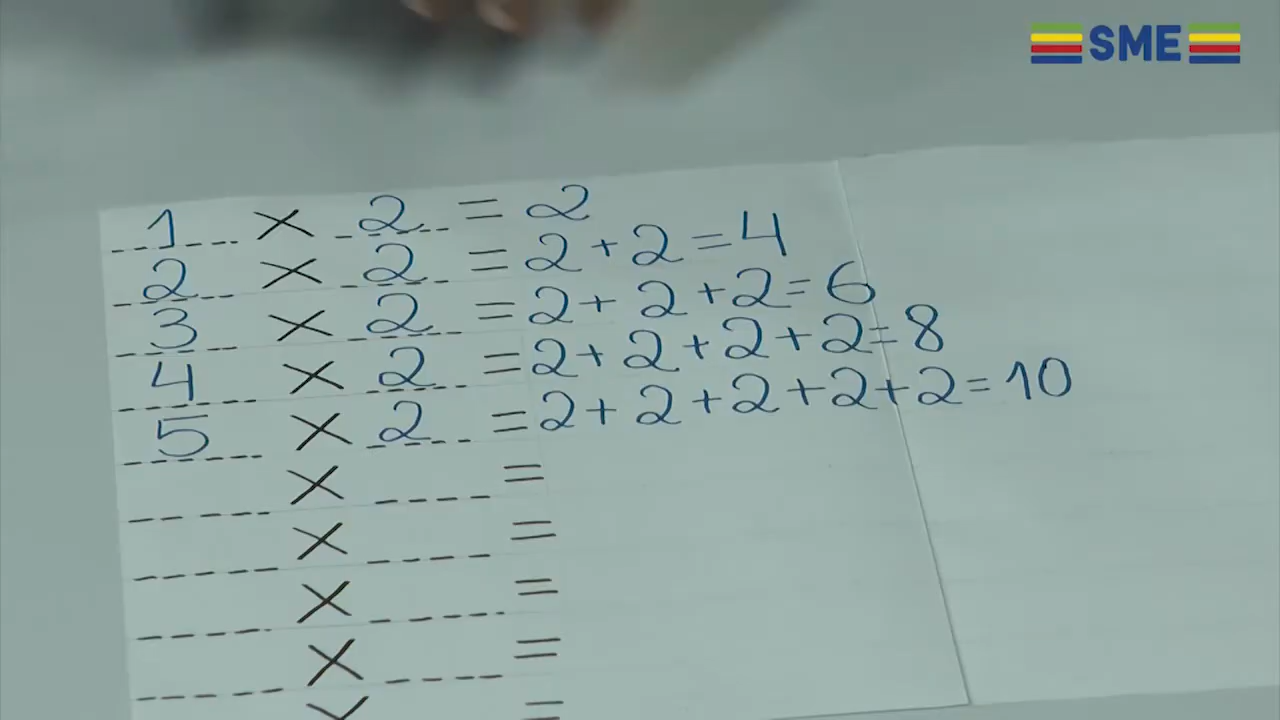 SME
1 × 2 = 2
2 × 2 = 2 + 2 = 4
3 × 2 = 2 + 2 + 2 = 6
4 × 2 = 2 + 2 + 2 + 2 = 8
5 × 2 = 2 + 2 + 2 + 2 + 2 = 10
× =
× =
× =
× =
× =